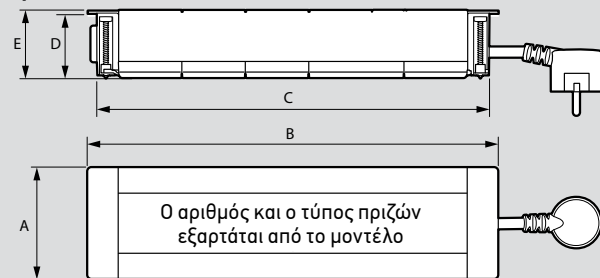 E
D
C
B
A
Ο αριθμός και ο τύπος πριζών
εξαρτάται από το μοντέλο